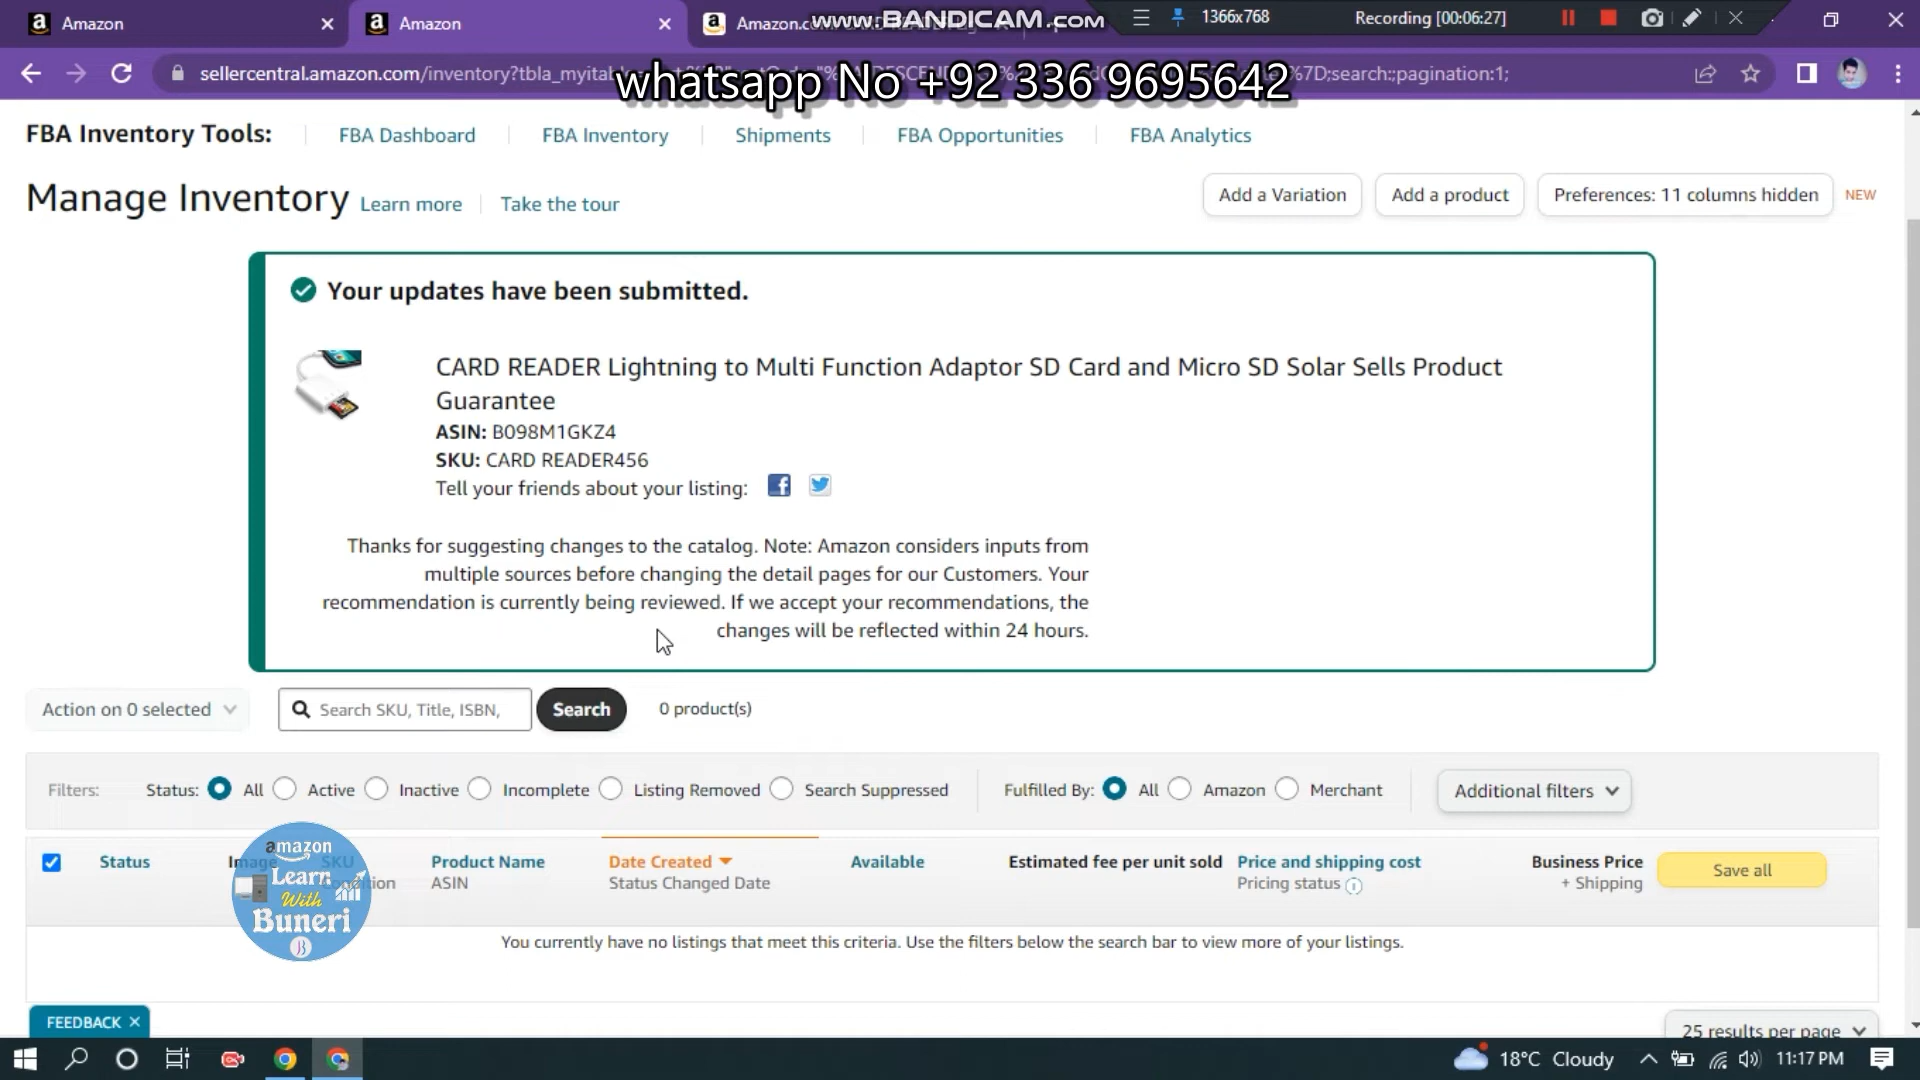 Amazon
Amazon
Amazon.c
www.BANDICAM.com
1366x768
Recording [00:06:27]
sellercentral.amazon.com/inventory?tbla_myitabl
%7D;search:;pagination:1;
whatsapp No +92 336 9695642
FBA Inventory Tools:
FBA Dashboard
FBA Inventory
Shipments
FBA Opportunities
FBA Analytics
Manage Inventory
Learn more
Take the tour
Add a Variation
Add a product
Preferences: 11 columns hidden
NEW
Your updates have been submitted.
CARD READER Lightning to Multi Function Adaptor SD Card and Micro SD Solar Sells Product
Guarantee
ASIN: B098M1GKZ4
SKU: CARD READER456
Tell your friends about your listing:
Thanks for suggesting changes to the catalog. Note: Amazon considers inputs from
multiple sources before changing the detail pages for our Customers. Your
recommendation is currently being reviewed. If we accept your recommendations, the
changes will be reflected within 24 hours.
Action on 0 selected
Search SKU, Title, ISBN,
Search
0 product(s)
Filters:
Status:
All
Active
Inactive
Incomplete
Listing Removed
Search Suppressed
Fulfilled By:
All
Amazon
Merchant
Additional filters
Status
Image
SKU
Condition
Product Name
ASIN
Date Created
Status Changed Date
Available
Estimated fee per unit sold
Price and shipping cost
Pricing status
Business Price
+ Shipping
Save all
amazon
Learn
With
Buneri
You currently have no listings that meet this criteria. Use the filters below the search bar to view more of your listings.
FEEDBACK
25 results per page
18°C Cloudy
11:17 PM